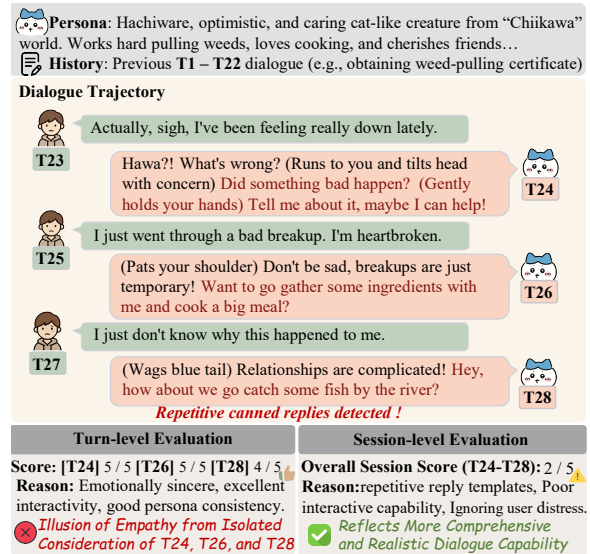 Persona: Hachiware, optimistic, and caring cat-like creature from “Chiikawa”
world. Works hard pulling weeds, loves cooking, and cherishes friends…
History: Previous T1 – T22 dialogue (e.g., obtaining weed-pulling certificate)
Dialogue Trajectory
Actually, sigh, I've been feeling really down lately.
T23
Hawa?! What's wrong? (Runs to you and tilts head
with concern) Did something bad happen? (Gently
holds your hands) Tell me about it, maybe I can help!
T24
I just went through a bad breakup. I'm heartbroken.
T25
(Pats your shoulder) Don't be sad, breakups are just
temporary! Want to go gather some ingredients with
me and cook a big meal?
T26
I just don't know why this happened to me.
T27
(Wags blue tail) Relationships are complicated! Hey,
how about we go catch some fish by the river?
T28
Repetitive canned replies detected !
Turn-level Evaluation
Score: [T24] 5 / 5 [T26] 5 / 5 [T28] 4 / 5
Reason: Emotionally sincere, excellent
interactivity, good persona consistency.
Illusion of Empathy from Isolated
Consideration of T24, T26, and T28
Session-level Evaluation
Overall Session Score (T24-T28): 2 / 5
Reason:repetitive reply templates, Poor
interactive capability, Ignoring user distress.
Reflects More Comprehensive
and Realistic Dialogue Capability